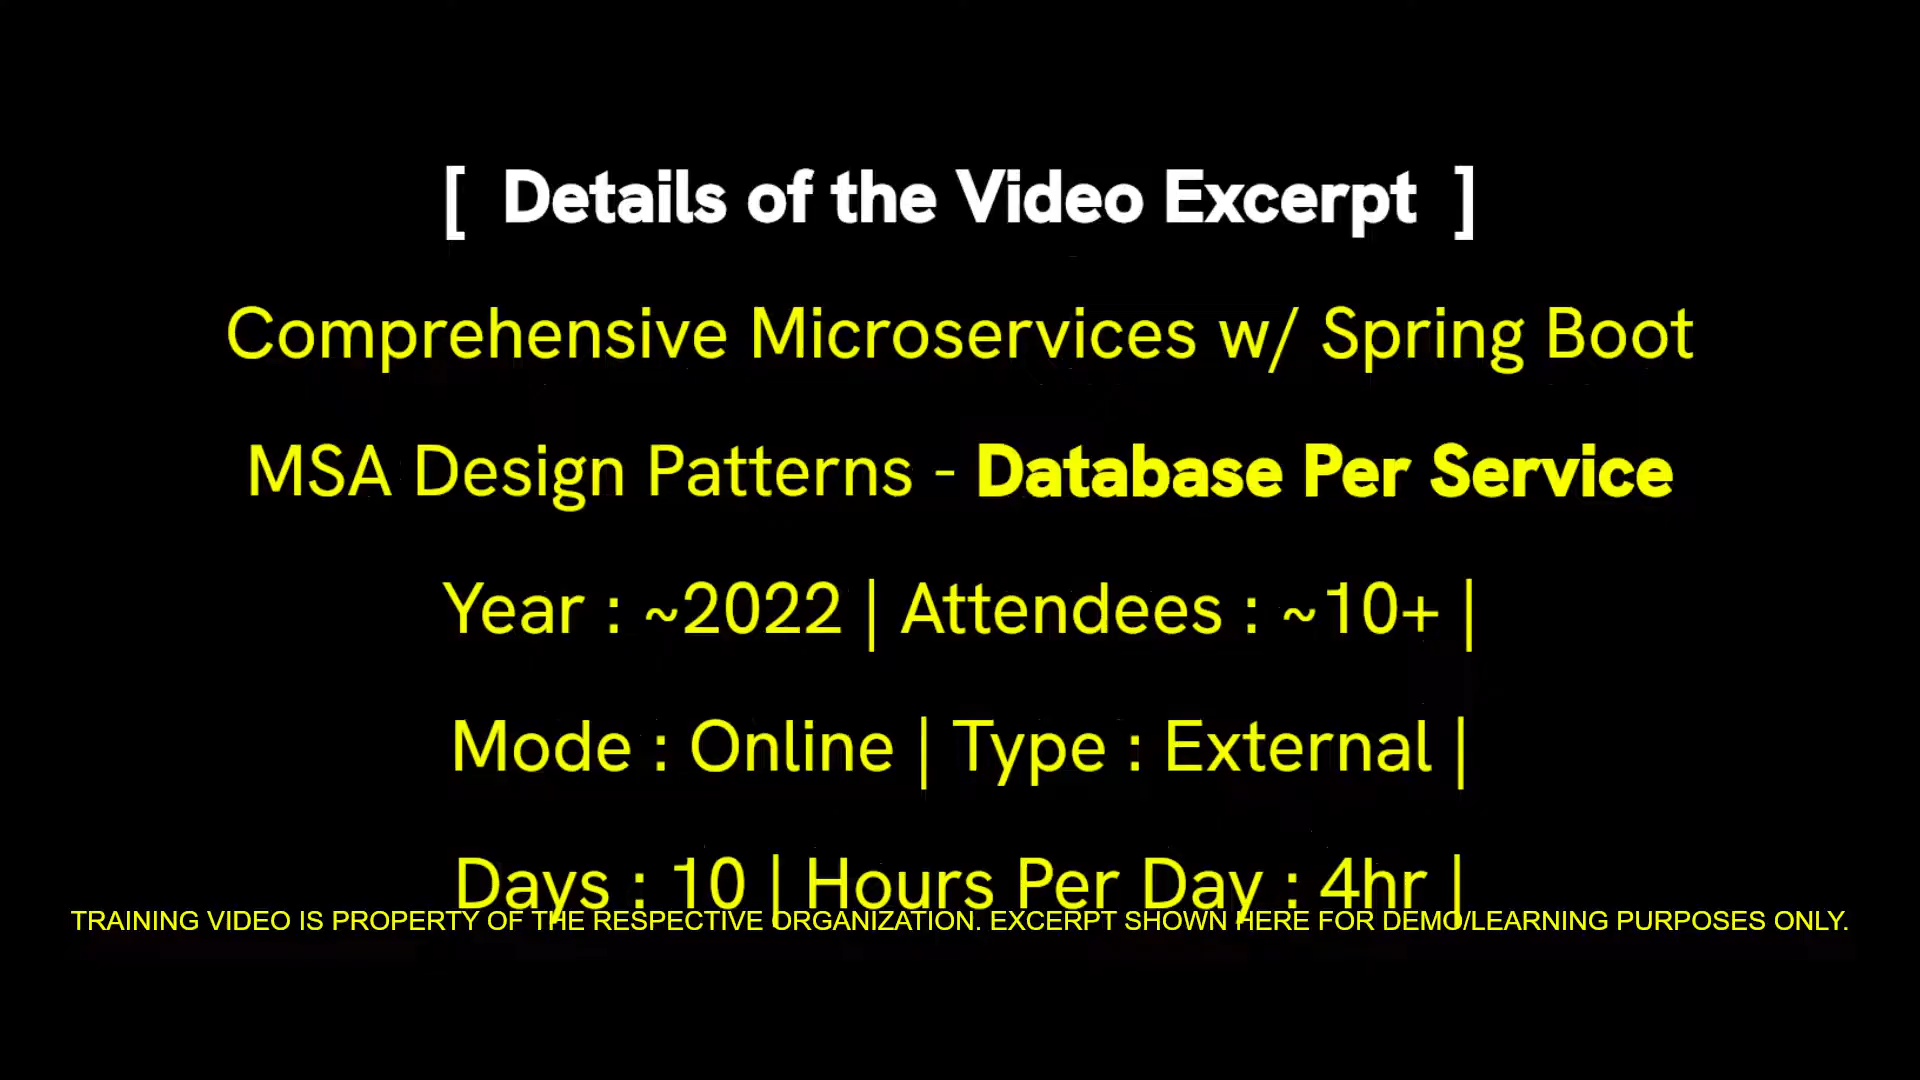 [ Details of the Video Excerpt ]
Comprehensive Microservices w/ Spring Boot
MSA Design Patterns - Database Per Service
Year : ~2022 | Attendees : ~10+ |
Mode : Online | Type : External |
Days : 10 | Hours Per Day : 4hr |
TRAINING VIDEO IS PROPERTY OF THE RESPECTIVE ORGANIZATION. EXCERPT SHOWN HERE FOR DEMO/LEARNING PURPOSES ONLY.